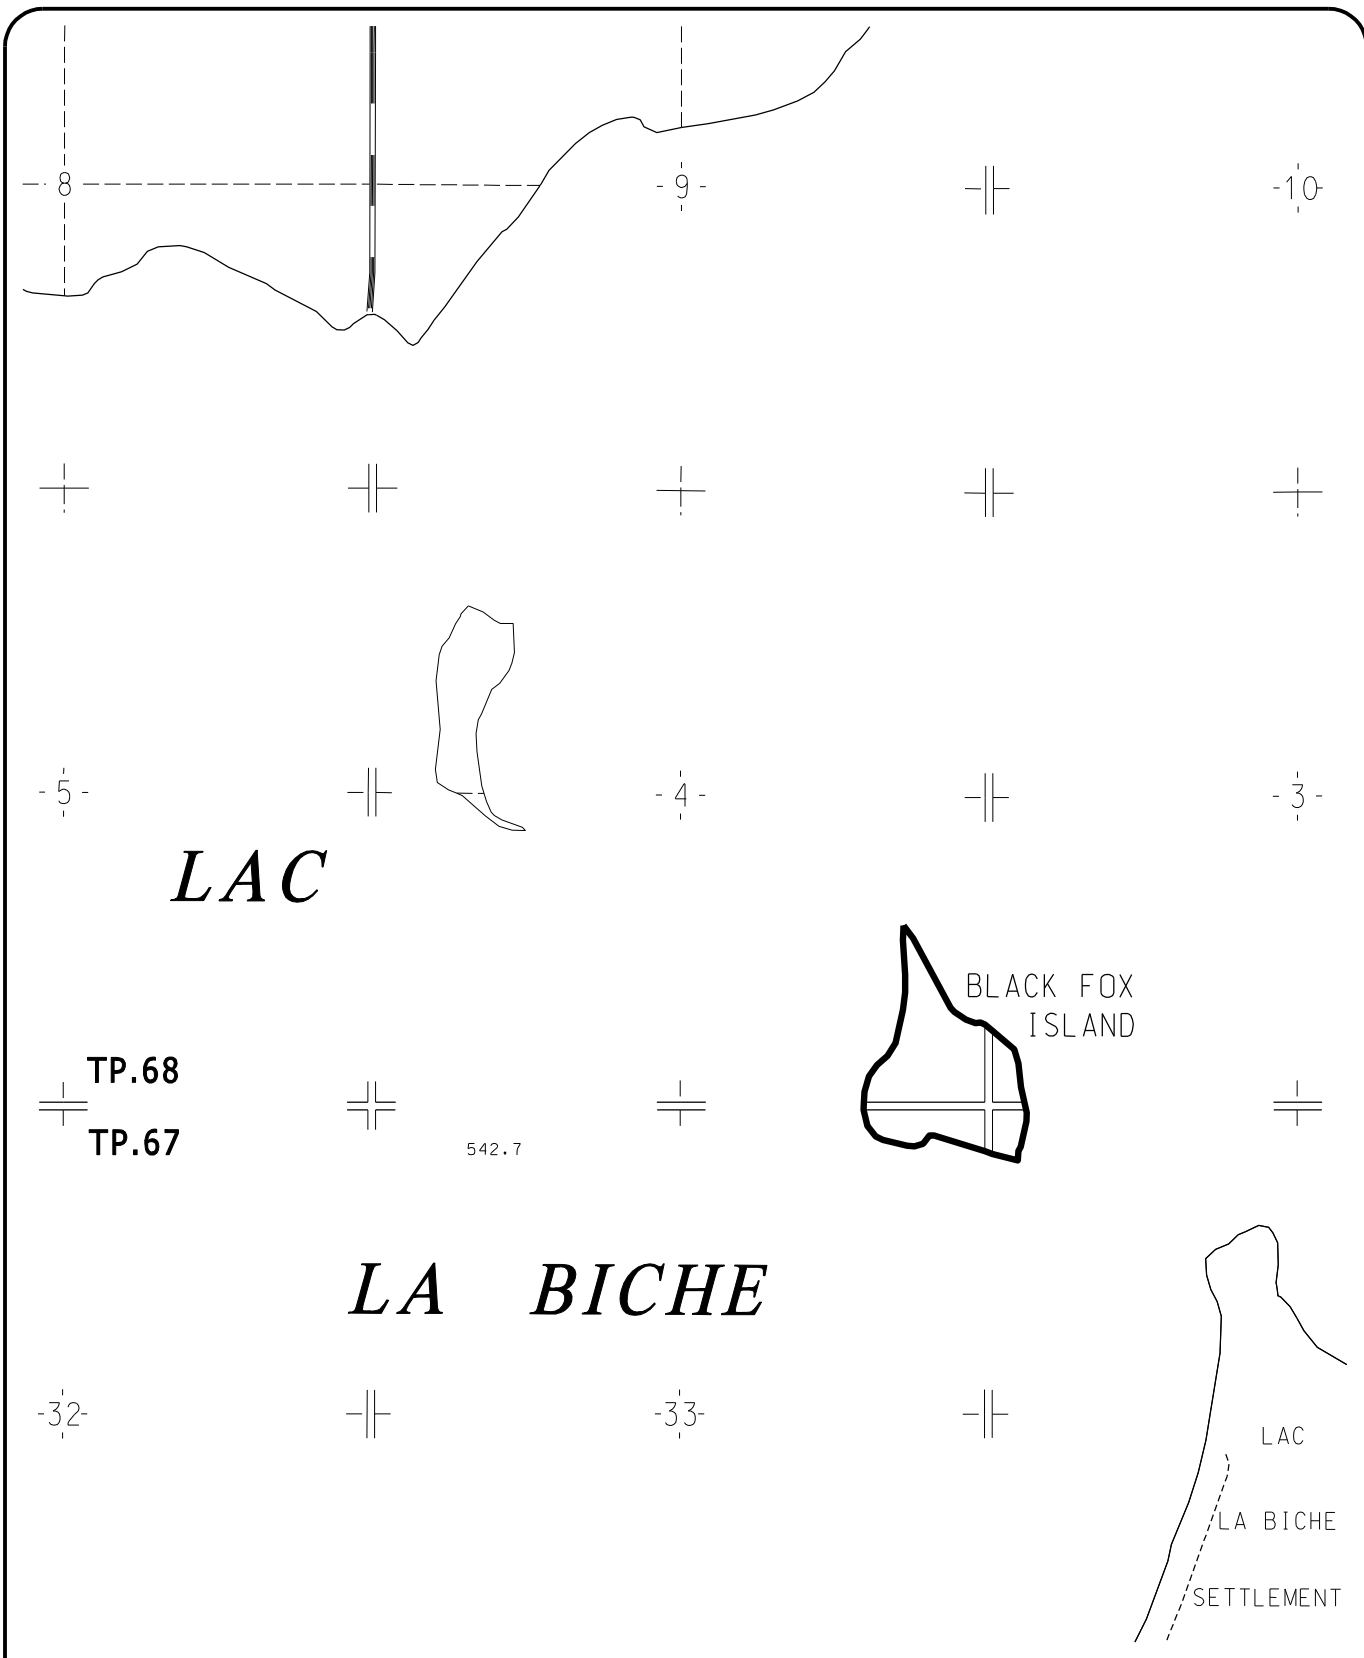 8
9
10
5
4
3
LAC
BLACK FOX
ISLAND
TP.68
TP.67
542.7
LA BICHE
32
33
LAC
LA BICHE
SETTLEMENT